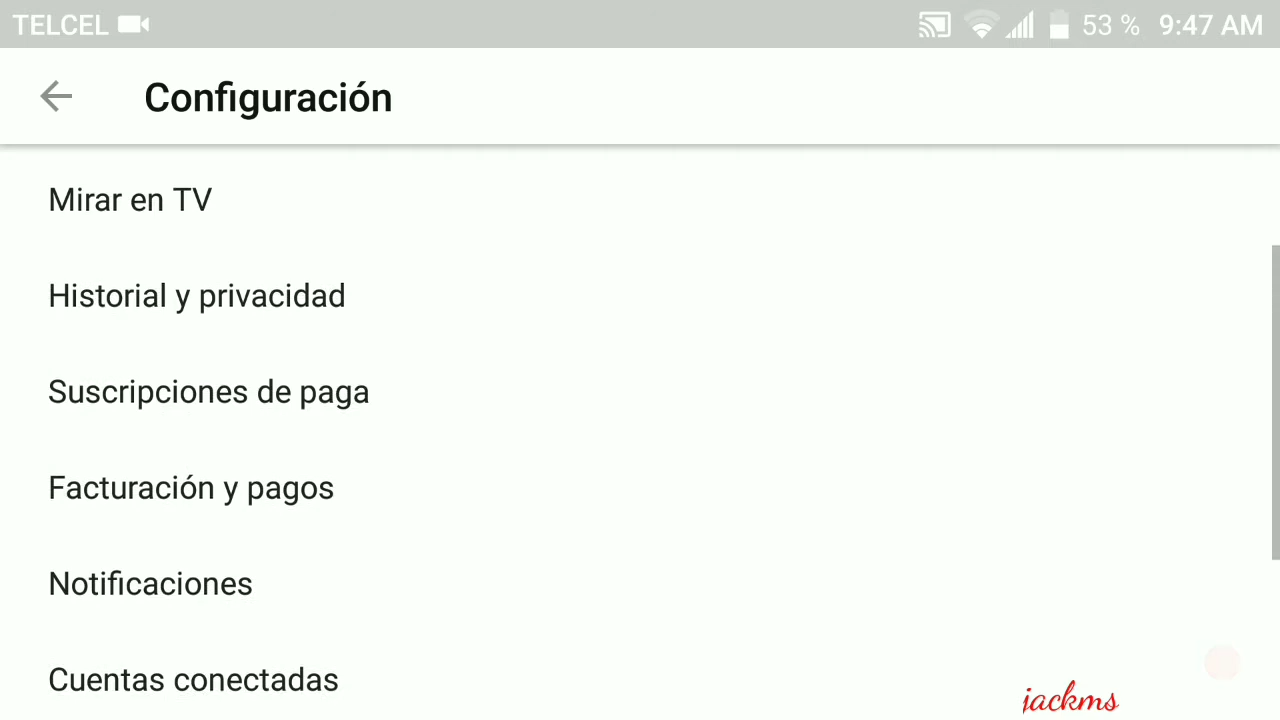 TELCEL 53 % 9:47 AM
Configuración
Mirar en TV
Historial y privacidad
Suscripciones de paga
Facturación y pagos
Notificaciones
Cuentas conectadas
jackms